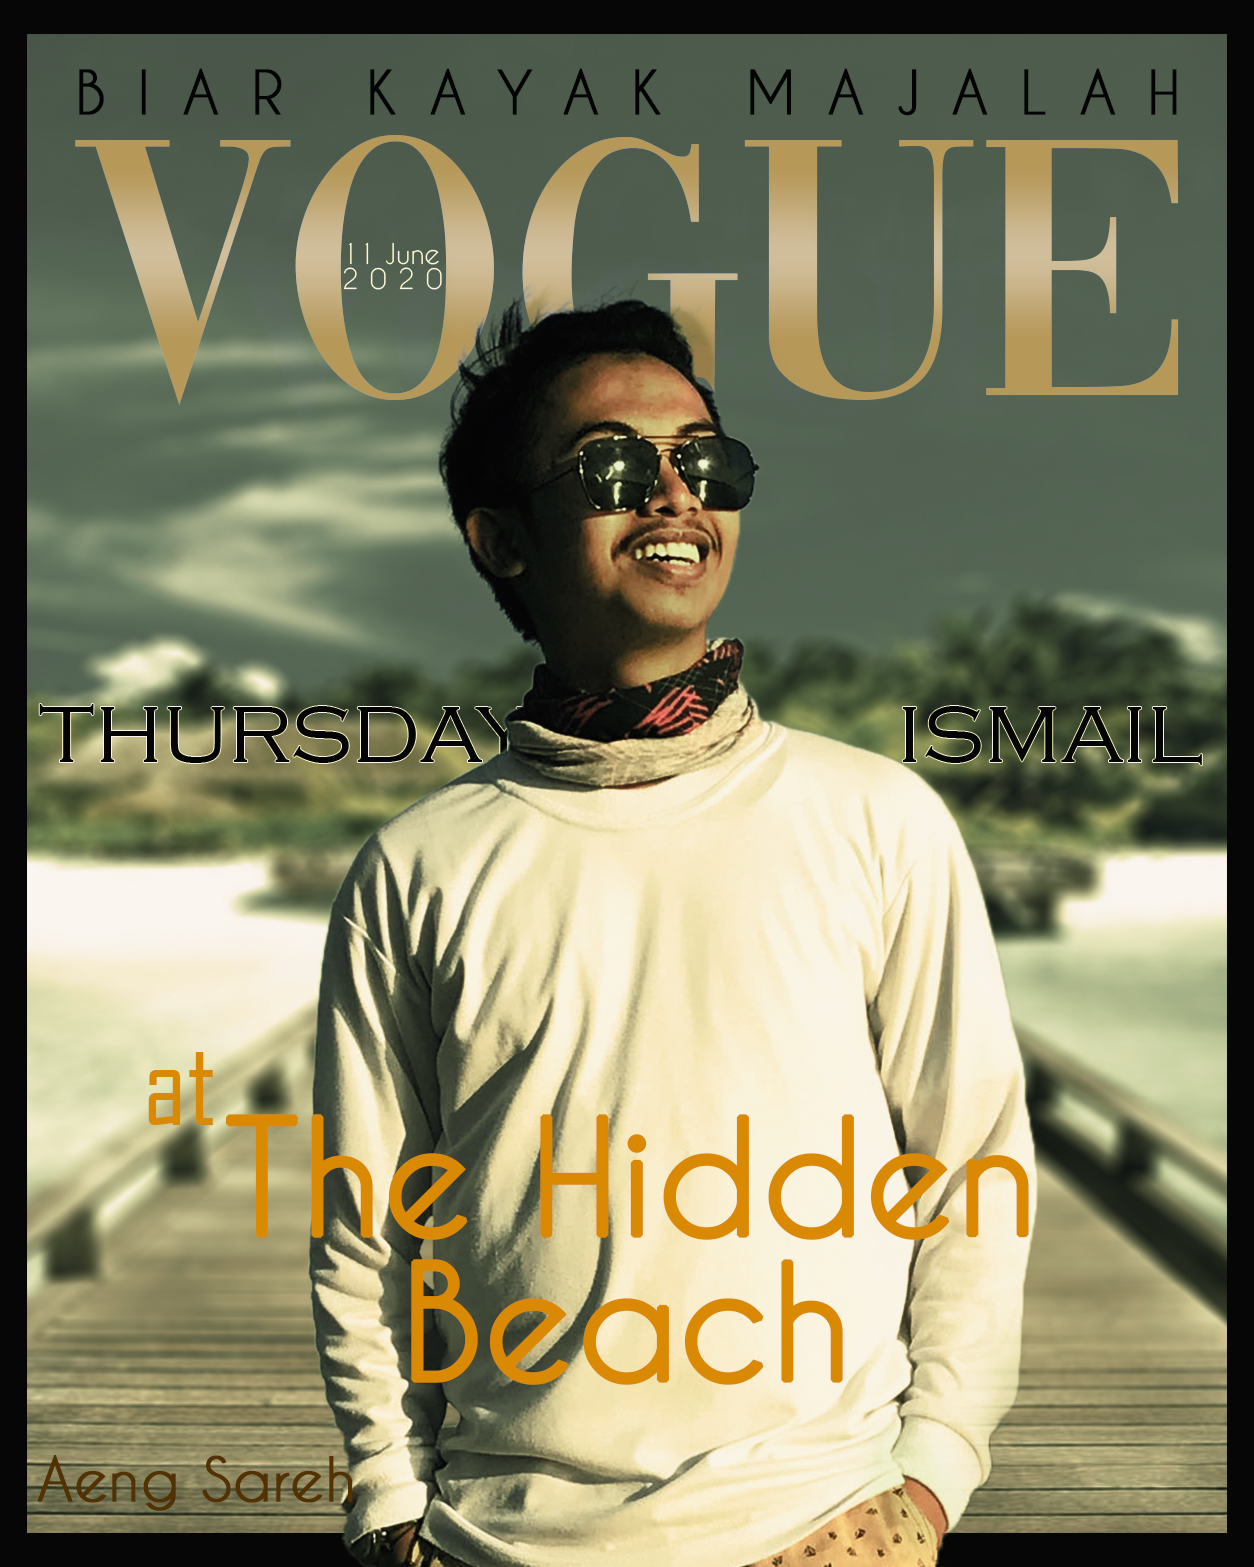 BIAR KAYAK MAJALAH
VOGUE
11 June
2020
THURSDAY ISMAIL
at
The Hidden
Beach
Aeng Sareh